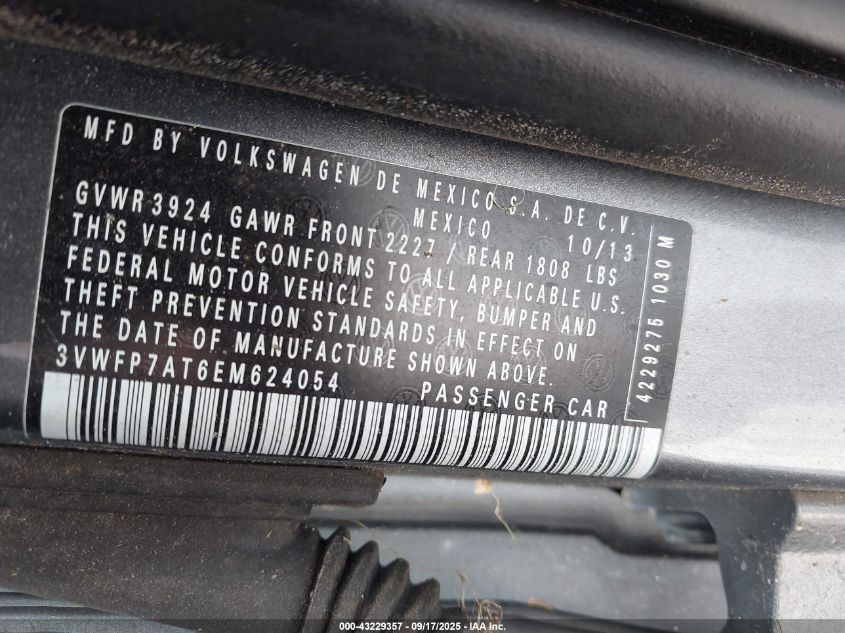 MFD BY VOLKSWAGEN DE MEXICO S.A. DE C.V.
MEXICO 10/13
GVWR 3924 GAWR FRONT 2227 / REAR 1808 LBS
THIS VEHICLE CONFORMS TO ALL APPLICABLE U.S.
FEDERAL MOTOR VEHICLE SAFETY, BUMPER AND
THEFT PREVENTION STANDARDS IN EFFECT ON
THE DATE OF MANUFACTURE SHOWN ABOVE.
3VWFP7AT6EM624054 PASSENGER CAR
4229275 1030 M
000-43229357 - 09/17/2025 - IAA Inc.